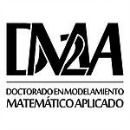 DM2A
DOCTORADO EN MODELAMIENTO
MATEMÁTICO APLICADO